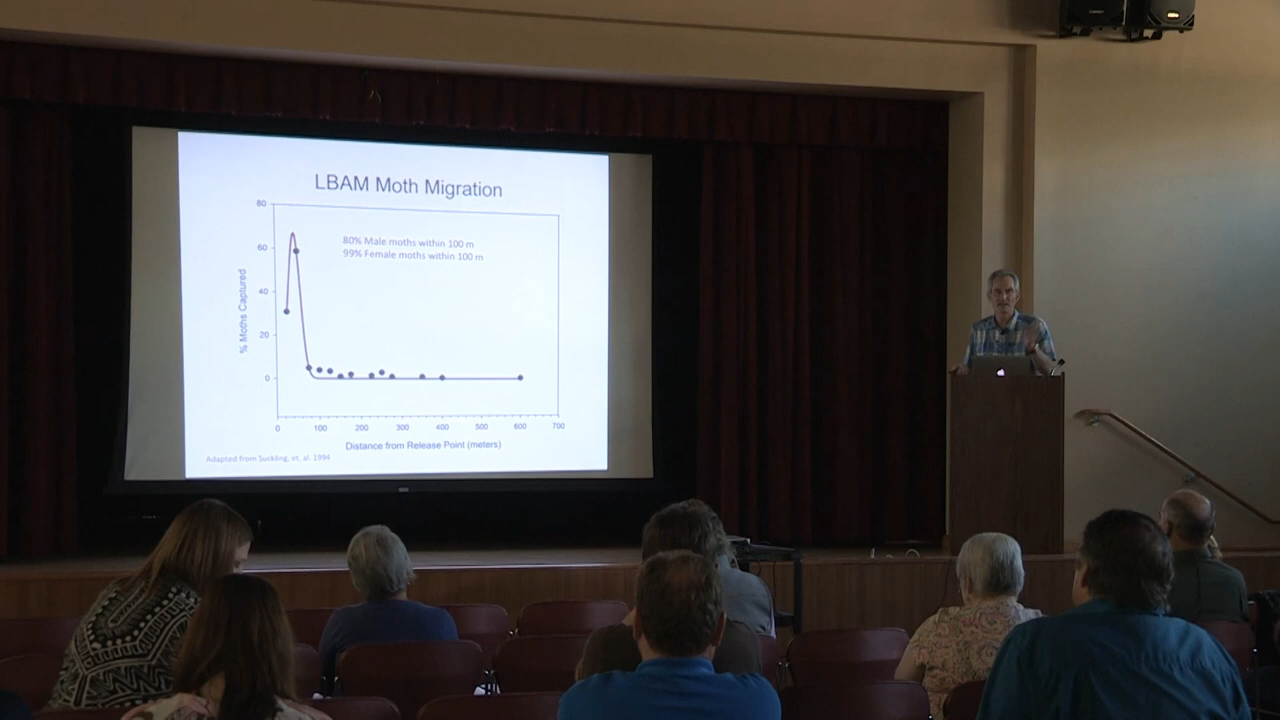 LBAM Moth Migration
80
80% Male moths within 100 m
99% Female moths within 100 m
60
40
20
0
% Moths Captured
0 100 200 300 400 500 600 700
Distance from Release Point (meters)
Adapted from Suckling, et. al. 1994